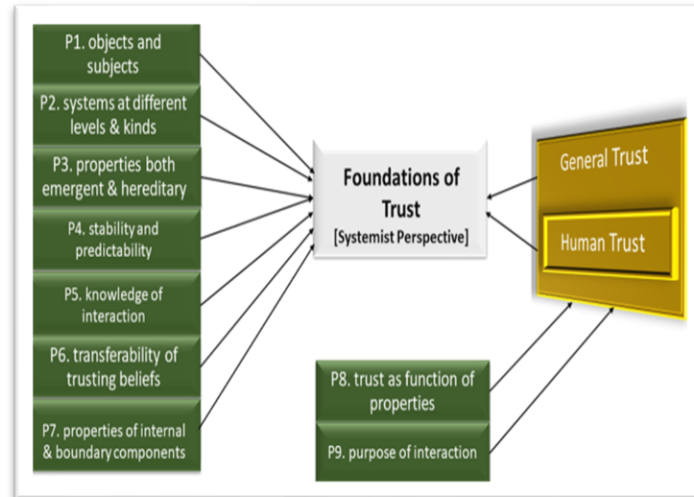 P1. objects and
subjects
P2. systems at different
levels & kinds
P3. properties both
emergent & hereditary
P4. stability and
predictability
P5. knowledge of
interaction
P6. transferability of
trusting beliefs
P7. properties of internal
& boundary components
Foundations of
Trust
[Systemist Perspective]
General Trust
Human Trust
P8. trust as function of
properties
P9. purpose of interaction